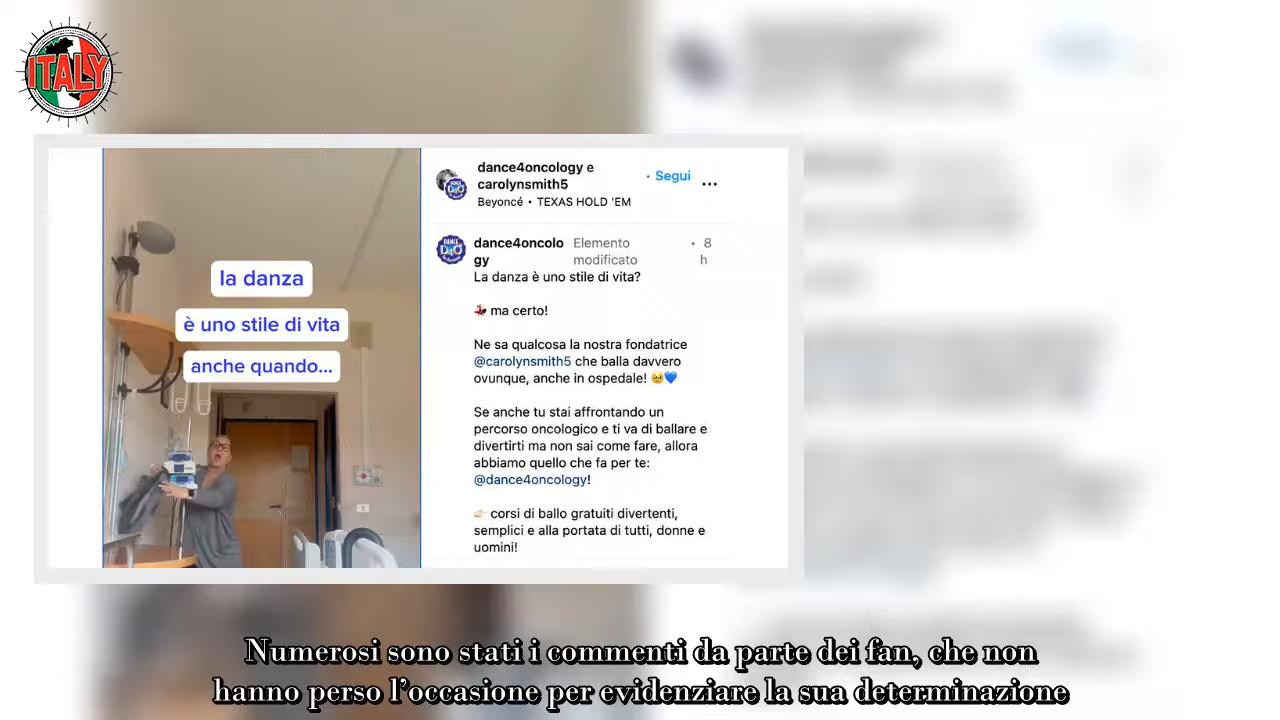 ITALY
la danza
è uno stile di vita
anche quando...
dance4oncology e
carolynsmith5
• Segui
...
Beyoncé • TEXAS HOLD 'EM
DANCE
D4O
dance4oncolo
gy
Elemento
modificato
• 8
h
La danza è uno stile di vita?
💃 ma certo!
Ne sa qualcosa la nostra fondatrice
@carolynsmith5 che balla davvero
ovunque, anche in ospedale! 🥹💙
Se anche tu stai affrontando un
percorso oncologico e ti va di ballare e
divertirti ma non sai come fare, allora
abbiamo quello che fa per te:
@dance4oncology!
👉🏻 corsi di ballo gratuiti divertenti,
semplici e alla portata di tutti, donne e
uomini!
Numerosi sono stati i commenti da parte dei fan, che non
hanno perso l'occasione per evidenziare la sua determinazione